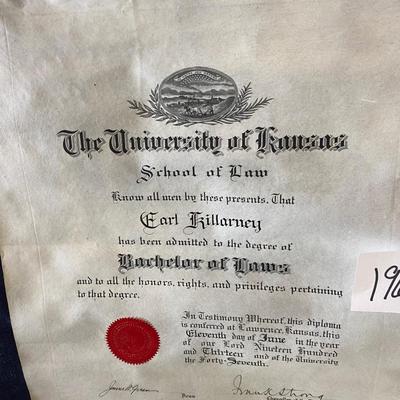 The University of Kansas
School of Law
Know all men by these presents, That
Earl Killarney
has been admitted to the degree of
Bachelor of Laws
and to all the honors, rights, and privileges pertaining
to that degree.
In Testimony Whereof, this diploma
is conferred at Lawrence, Kansas, this
Eleventh day of June in the year
of our Lord Nineteen Hundred
and Thirteen and of the University
the Forty-Seventh.
Frank Strong
Dean